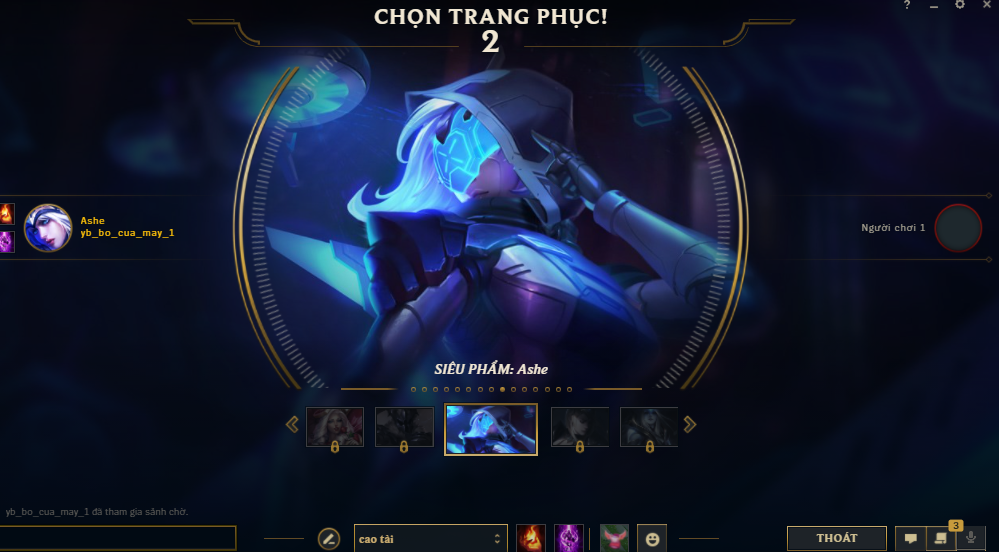 CHỌN TRANG PHỤC!
2
?
Ashe
yb_bo_cua_may_1
Người chơi 1
SIÊU PHẨM: Ashe
yb_bo_cua_may_1 đã tham gia sảnh chờ.
cao tài
THOÁT
3